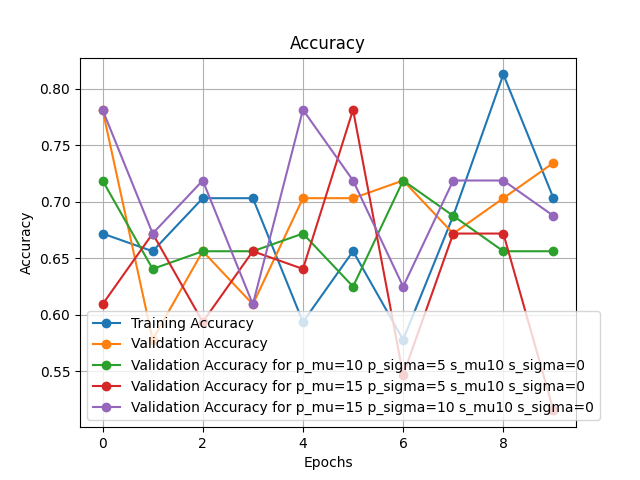 Accuracy
0.80
0.75
0.70
0.65
0.60
0.55
Accuracy
Training Accuracy
Validation Accuracy
Validation Accuracy for p_mu=10 p_sigma=5 s_mu10 s_sigma=0
Validation Accuracy for p_mu=15 p_sigma=5 s_mu10 s_sigma=0
Validation Accuracy for p_mu=15 p_sigma=10 s_mu10 s_sigma=0
0 2 4 6 8
Epochs